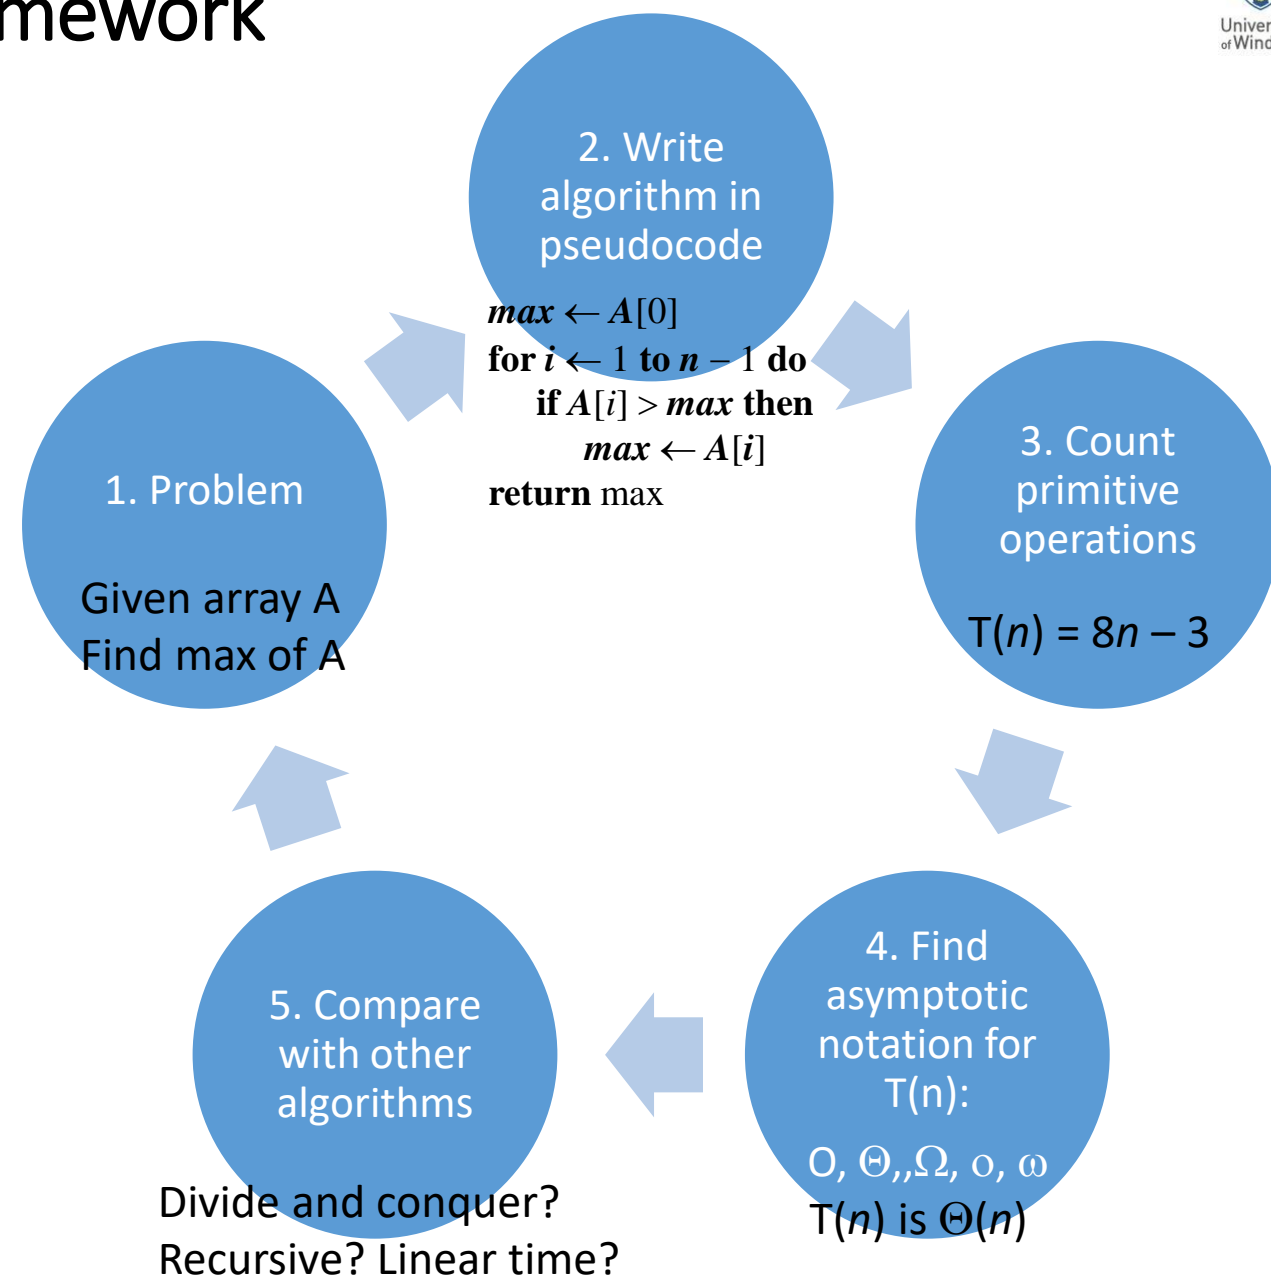 mework
Univer
of Wind
2. Write
algorithm in
pseudocode
max ← A[0]
for i ← 1 to n − 1 do
if A[i] > max then
max ← A[i]
return max
1. Problem
Given array A
Find max of A
3. Count
primitive
operations
T(n) = 8n – 3
4. Find
asymptotic
notation for
T(n):
O, Θ,,Ω, o, ω
T(n) is Θ(n)
5. Compare
with other
algorithms
Divide and conquer?
Recursive? Linear time?